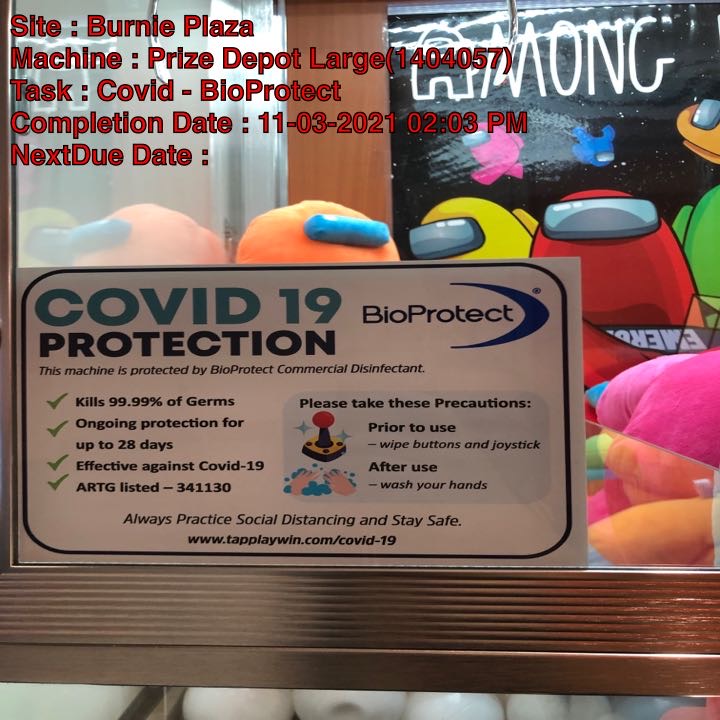 Site : Burnie Plaza
Machine : Prize Depot Large(1404057)
Task : Covid - BioProtect
Completion Date : 11-03-2021 02:03 PM
NextDue Date :
AMONG
COVID 19
PROTECTION
BioProtect®
This machine is protected by BioProtect Commercial Disinfectant.
Kills 99.99% of Germs
Ongoing protection for
up to 28 days
Effective against Covid-19
ARTG listed – 341130
Please take these Precautions:
Prior to use
– wipe buttons and joystick
After use
– wash your hands
Always Practice Social Distancing and Stay Safe.
www.tapplaywin.com/covid-19